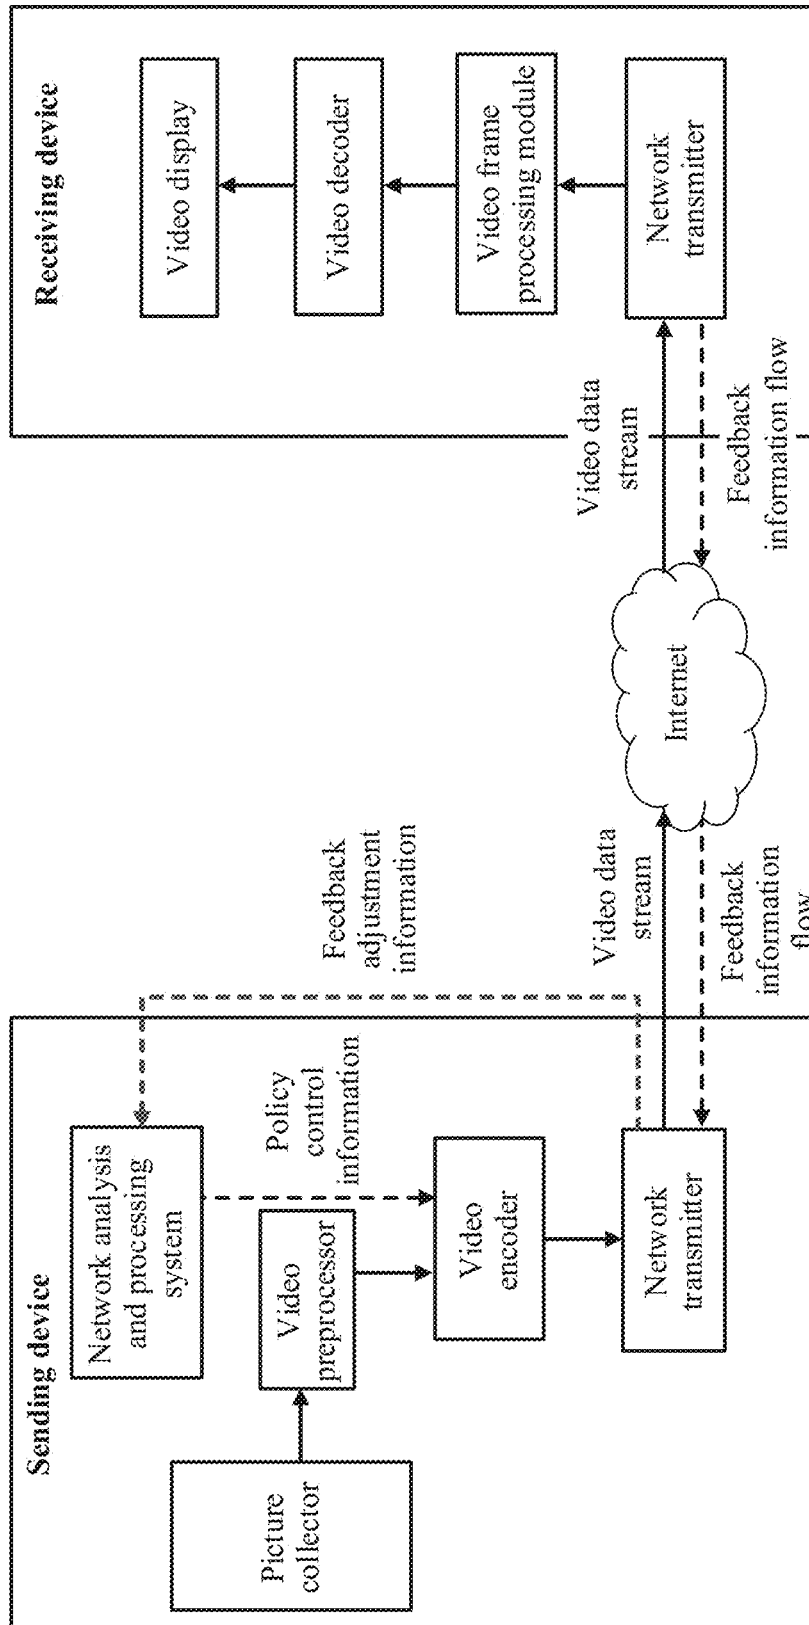 Sending device
Picture
collector
Network analysis
and processing
system
Video
preprocessor
Policy
control
information
Video
encoder
Network
transmitter
Feedback
adjustment
information
Video data
stream
Feedback
information
flow
Internet
Video data
stream
Feedback
information flow
Receiving device
Video display
Video decoder
Video frame
processing module
Network
transmitter